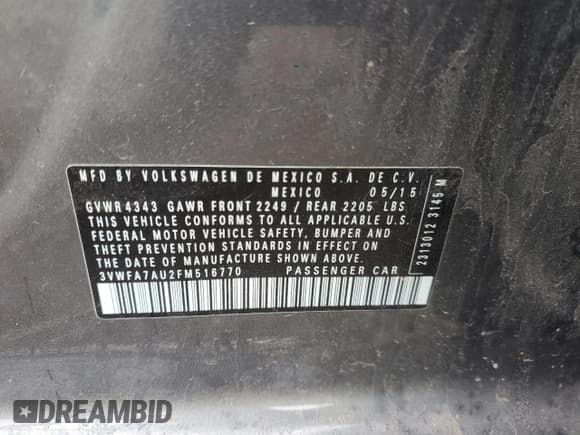 MFD BY VOLKSWAGEN DE MEXICO S.A. DE C.V.
MEXICO 05/15
GVWR 4343 GAWR FRONT 2249 / REAR 2205 LBS
THIS VEHICLE CONFORMS TO ALL APPLICABLE U.S.
FEDERAL MOTOR VEHICLE SAFETY, BUMPER AND
THEFT PREVENTION STANDARDS IN EFFECT ON
THE DATE OF MANUFACTURE SHOWN ABOVE.
3VWFA7AU2FM516770 PASSENGER CAR
2313012 3145 M
DREAMBID